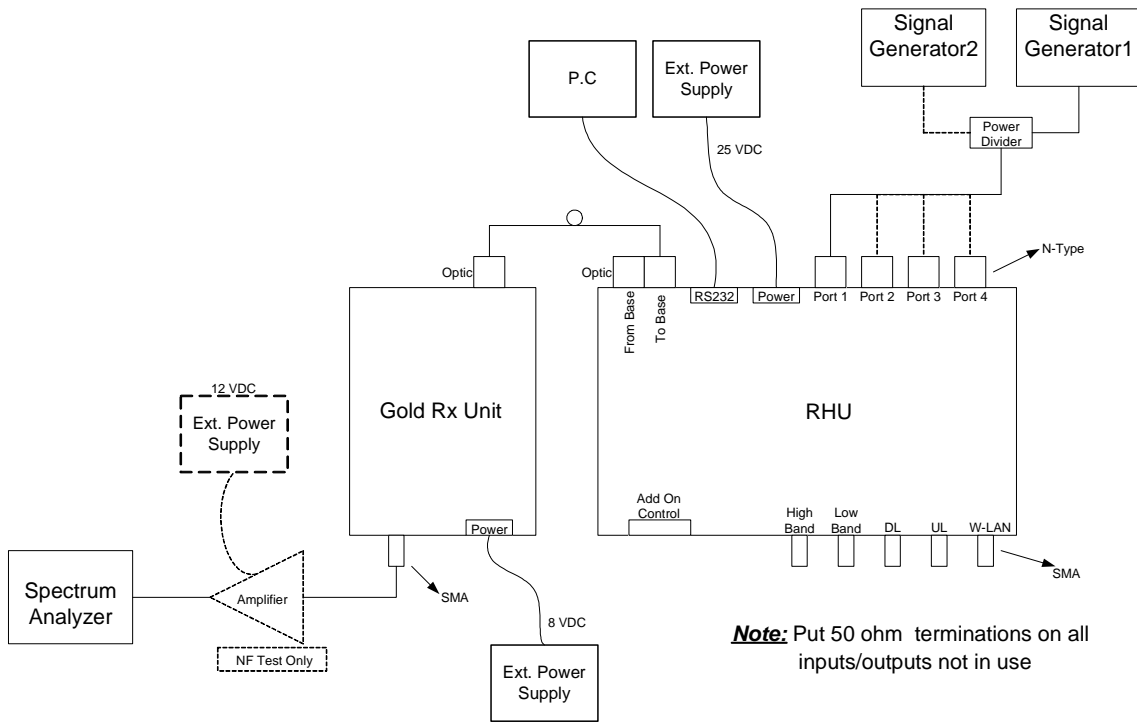 Signal
Generator2
Signal
Generator1
P.C
Ext. Power
Supply
Power
Divider
25 VDC
N-Type
Optic
Optic
From Base
To Base
RS232
Power
Port 1
Port 2
Port 3
Port 4
Gold Rx Unit
RHU
12 VDC
Ext. Power
Supply
Add On
Control
High
Band
Low
Band
DL
UL
W-LAN
Power
Spectrum
Analyzer
Amplifier
SMA
SMA
NF Test Only
8 VDC
Ext. Power
Supply
Note: Put 50 ohm terminations on all
inputs/outputs not in use